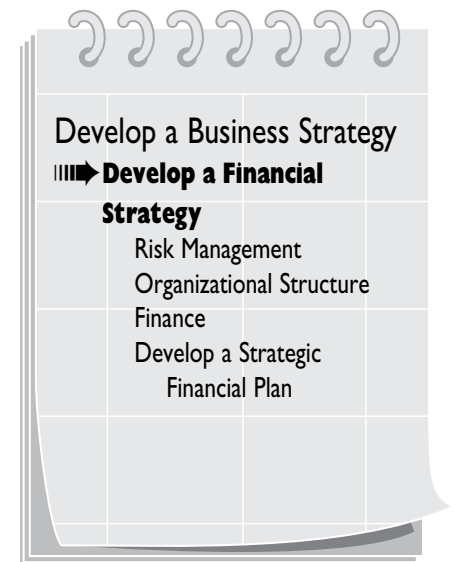 Develop a Business Strategy
Develop a Financial
Strategy
Risk Management
Organizational Structure
Finance
Develop a Strategic
Financial Plan